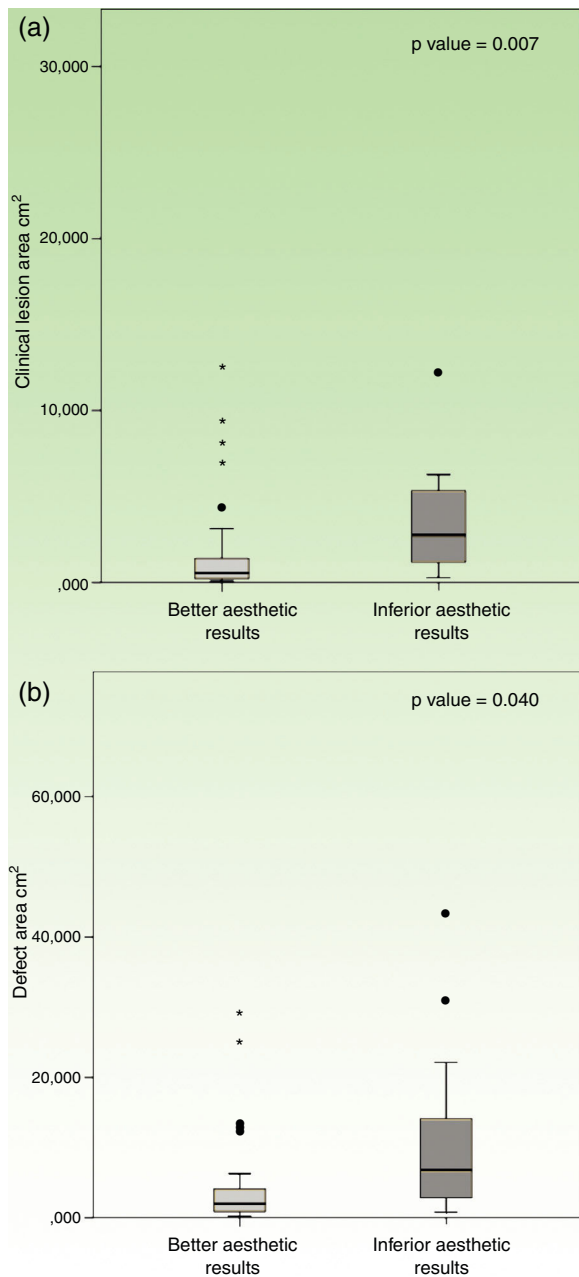 (a)
p value = 0.007
30,000
20,000
10,000
,000
Clinical lesion area cm²
Better aesthetic
results
Inferior aesthetic
results
(b)
p value = 0.040
60,000
40,000
20,000
,000
Defect area cm²
Better aesthetic
results
Inferior aesthetic
results